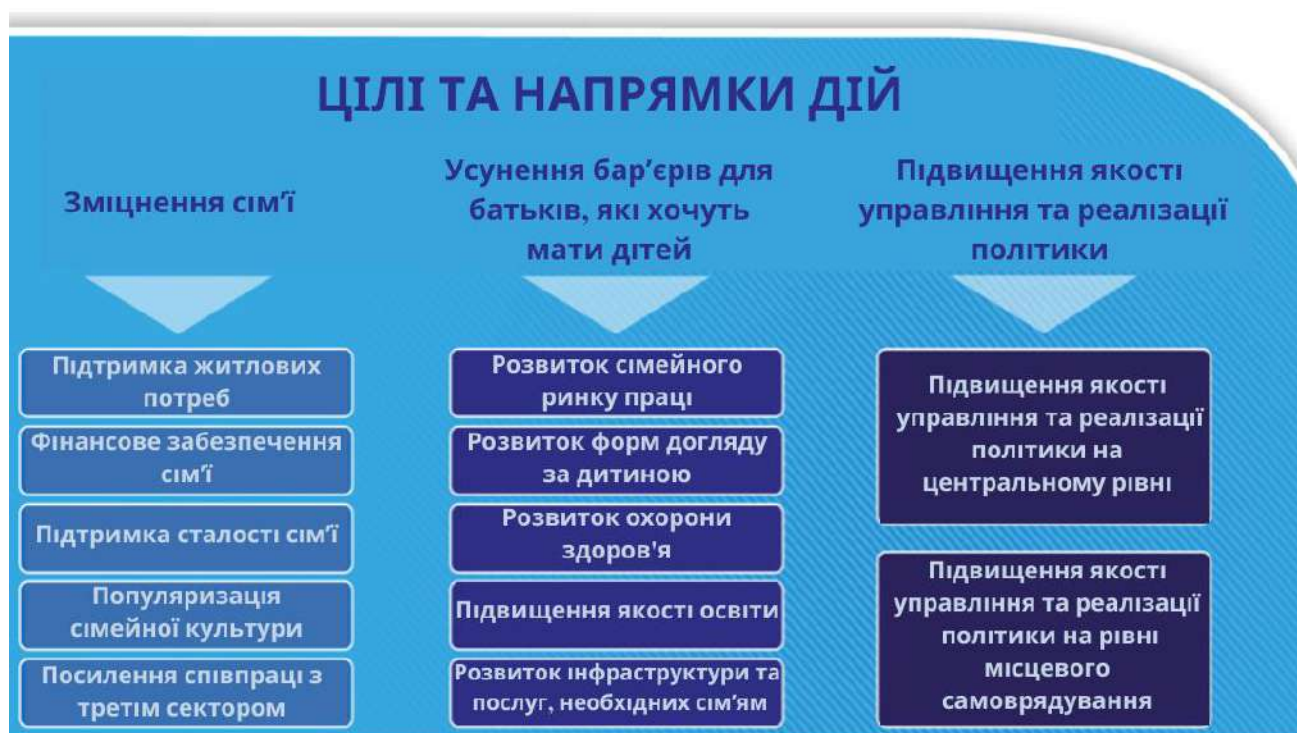 ЦІЛІ ТА НАПРЯМКИ ДІЙ
Зміцнення сім'ї
Усунення бар'єрів для
батьків, які хочуть
мати дітей
Підвищення якості
управління та реалізації
політики
Підтримка житлових
потреб
Фінансове забезпечення
сім'ї
Підтримка сталості сім'ї
Популяризація
сімейної культури
Посилення співпраці з
третім сектором
Розвиток сімейного
ринку праці
Розвиток форм догляду
за дитиною
Розвиток охорони
здоров'я
Підвищення якості освіти
Розвиток інфраструктури та
послуг, необхідних сім'ям
Підвищення якості
управління та реалізації
політики на
центральному рівні
Підвищення якості
управління та реалізації
політики на рівні
місцевого
самоврядування